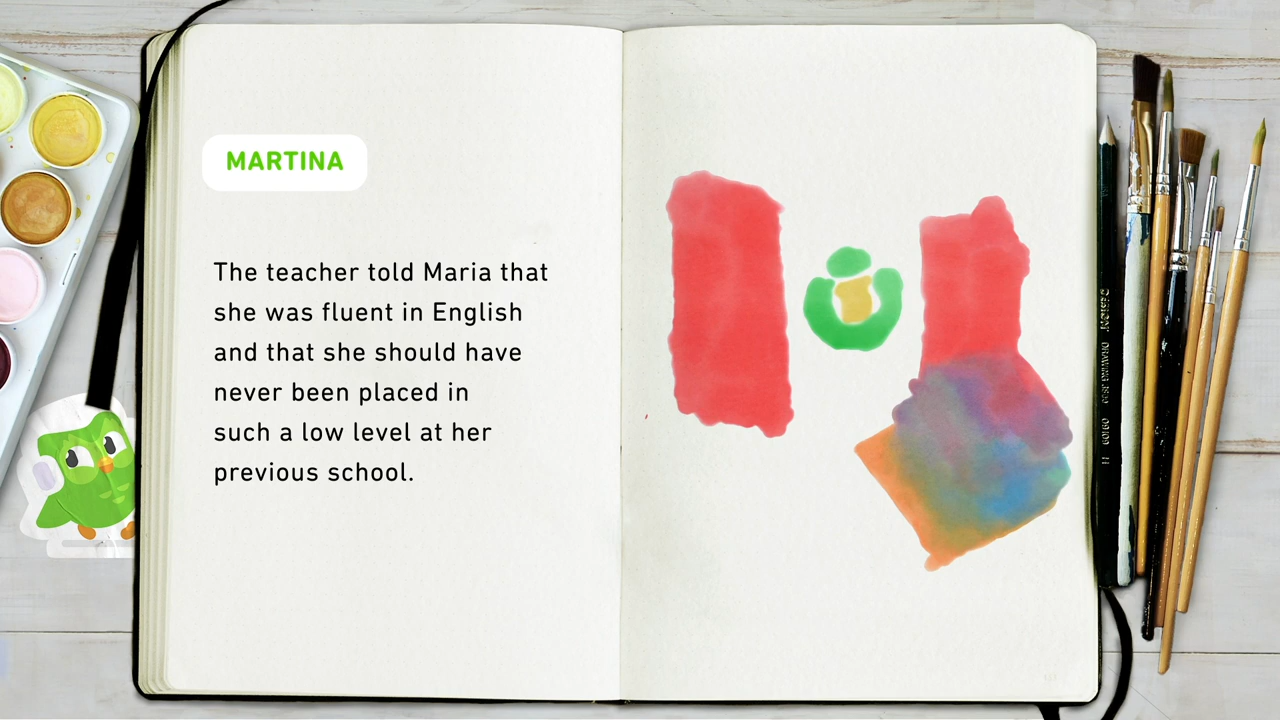 MARTINA
The teacher told Maria that
she was fluent in English
and that she should have
never been placed in
such a low level at her
previous school.